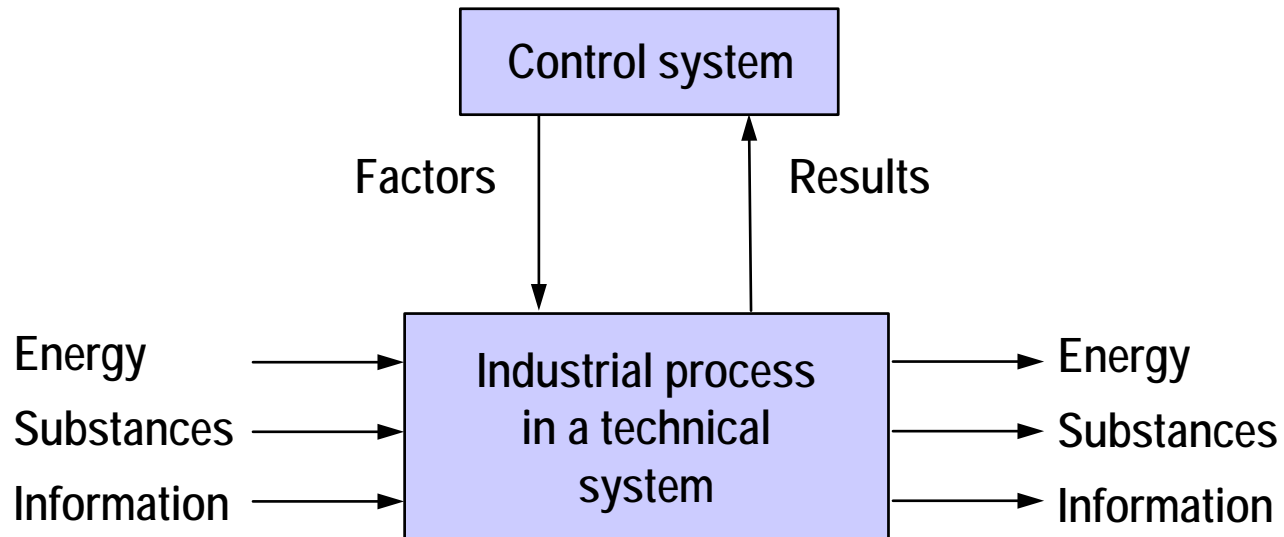 Control system
Factors
Results
Energy
Substances
Information
Industrial process
in a technical
system
Energy
Substances
Information